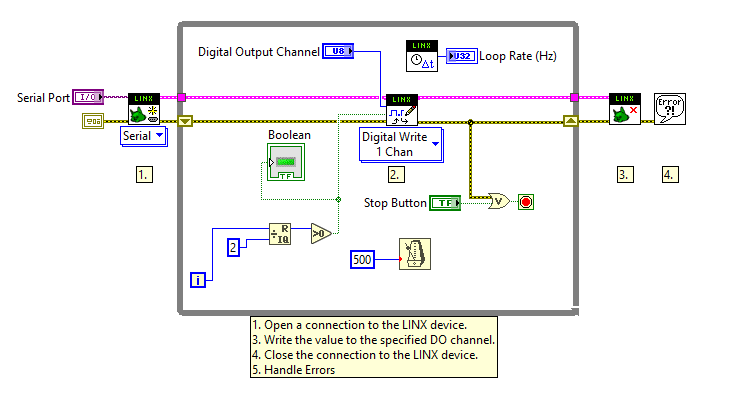 Digital Output Channel
U8
LINX
Δt
U32
Loop Rate (Hz)
Serial Port
I/O
LINX
LINX
LINX
Error
?!
Serial
Boolean
TF
Digital Write
1 Chan
1.
2.
3.
4.
Stop Button
TF
V
R
÷
IQ
>0
2
i
500
1. Open a connection to the LINX device.
3. Write the value to the specified DO channel.
4. Close the connection to the LINX device.
5. Handle Errors